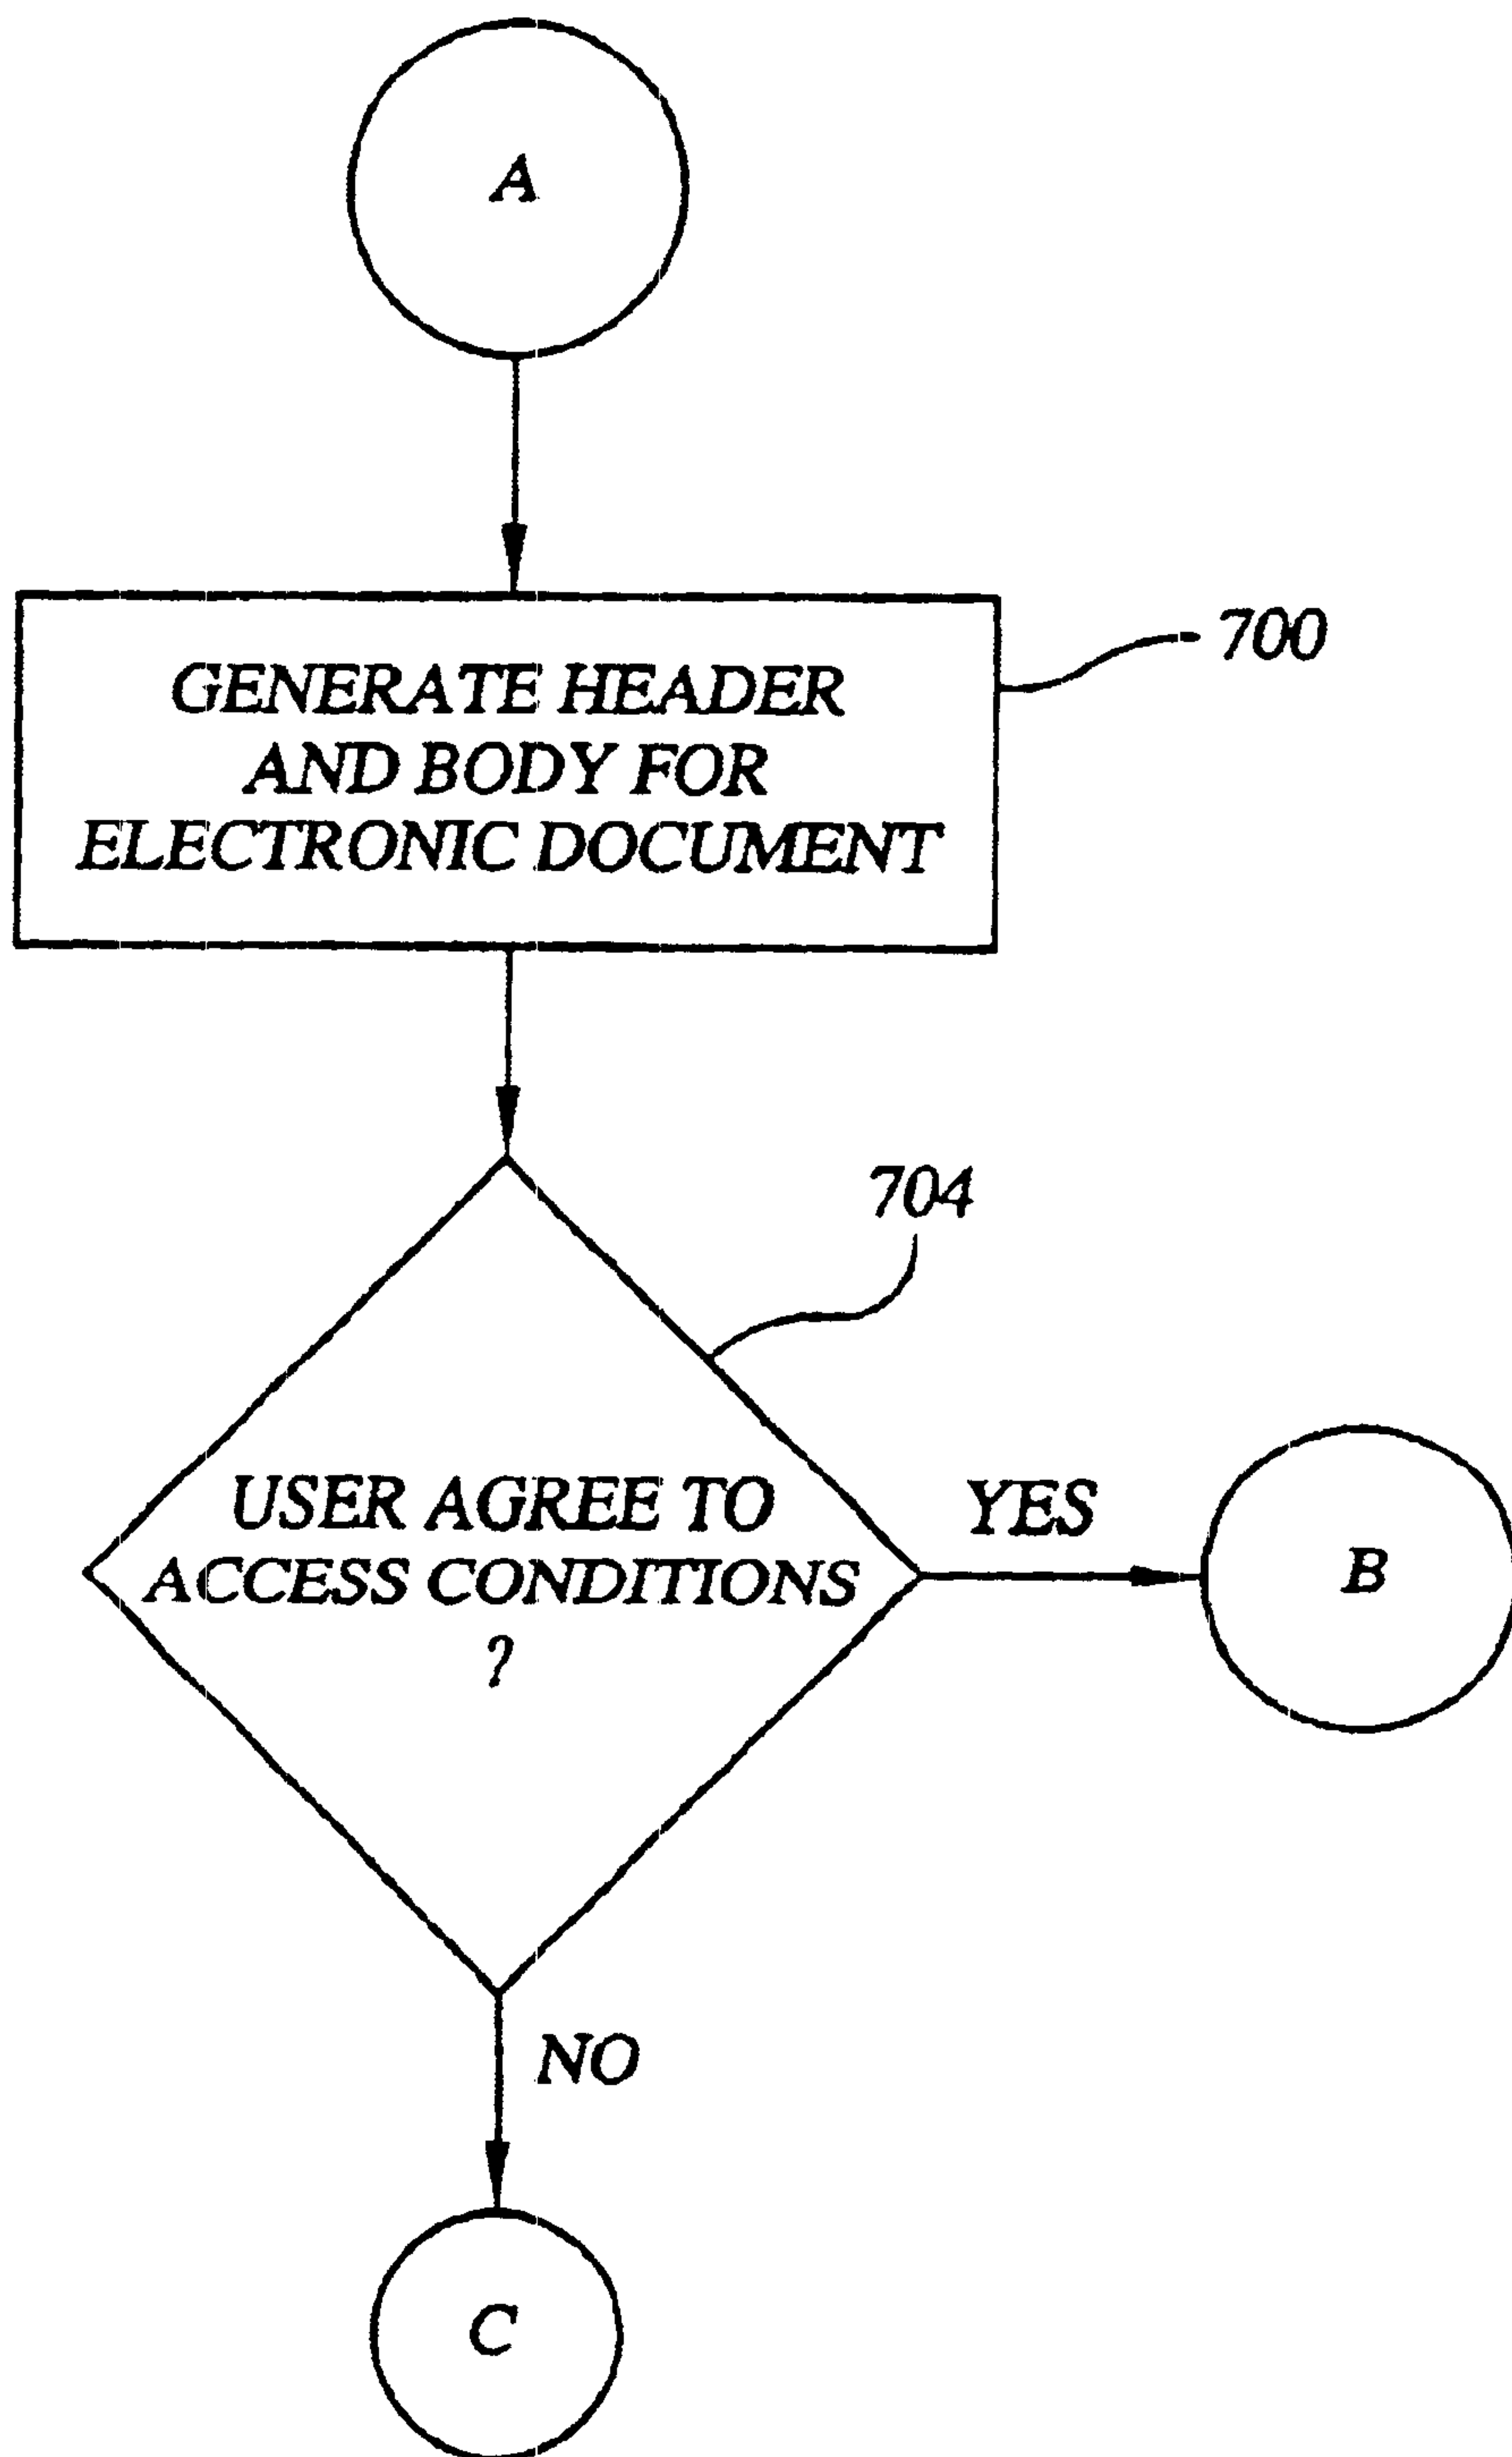 A
700
GENERATE HEADER
AND BODY FOR
ELECTRONIC DOCUMENT
704
USER AGREE TO
ACCESS CONDITIONS
?
YES
B
NO
C